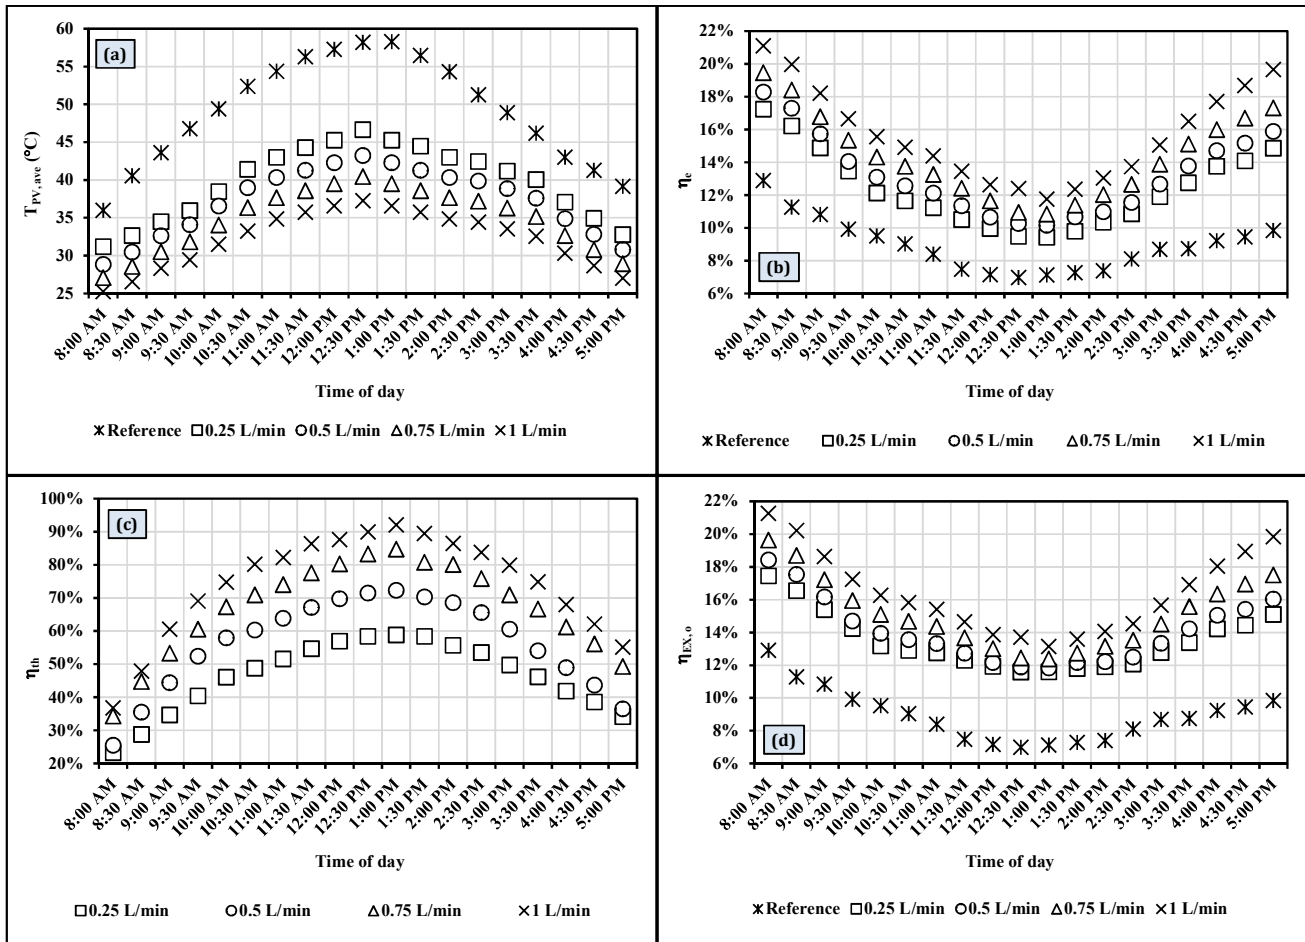 (a)
60
55
50
45
40
35
30
25
T_PV,ave (°C)
8:00 AM
8:30 AM
9:00 AM
9:30 AM
10:00 AM
10:30 AM
11:00 AM
11:30 AM
12:00 PM
12:30 PM
1:00 PM
1:30 PM
2:00 PM
2:30 PM
3:00 PM
3:30 PM
4:00 PM
4:30 PM
5:00 PM
Time of day
Reference 0.25 L/min 0.5 L/min 0.75 L/min 1 L/min
(b)
22%
20%
18%
16%
14%
12%
10%
8%
6%
η_e
8:00 AM
8:30 AM
9:00 AM
9:30 AM
10:00 AM
10:30 AM
11:00 AM
11:30 AM
12:00 PM
12:30 PM
1:00 PM
1:30 PM
2:00 PM
2:30 PM
3:00 PM
3:30 PM
4:00 PM
4:30 PM
5:00 PM
Time of day
Reference 0.25 L/min 0.5 L/min 0.75 L/min 1 L/min
(c)
100%
90%
80%
70%
60%
50%
40%
30%
20%
η_th
8:00 AM
8:30 AM
9:00 AM
9:30 AM
10:00 AM
10:30 AM
11:00 AM
11:30 AM
12:00 PM
12:30 PM
1:00 PM
1:30 PM
2:00 PM
2:30 PM
3:00 PM
3:30 PM
4:00 PM
4:30 PM
5:00 PM
Time of day
0.25 L/min 0.5 L/min 0.75 L/min 1 L/min
(d)
22%
20%
18%
16%
14%
12%
10%
8%
6%
η_EX,o
8:00 AM
8:30 AM
9:00 AM
9:30 AM
10:00 AM
10:30 AM
11:00 AM
11:30 AM
12:00 PM
12:30 PM
1:00 PM
1:30 PM
2:00 PM
2:30 PM
3:00 PM
3:30 PM
4:00 PM
4:30 PM
5:00 PM
Time of day
Reference 0.25 L/min 0.5 L/min 0.75 L/min 1 L/min